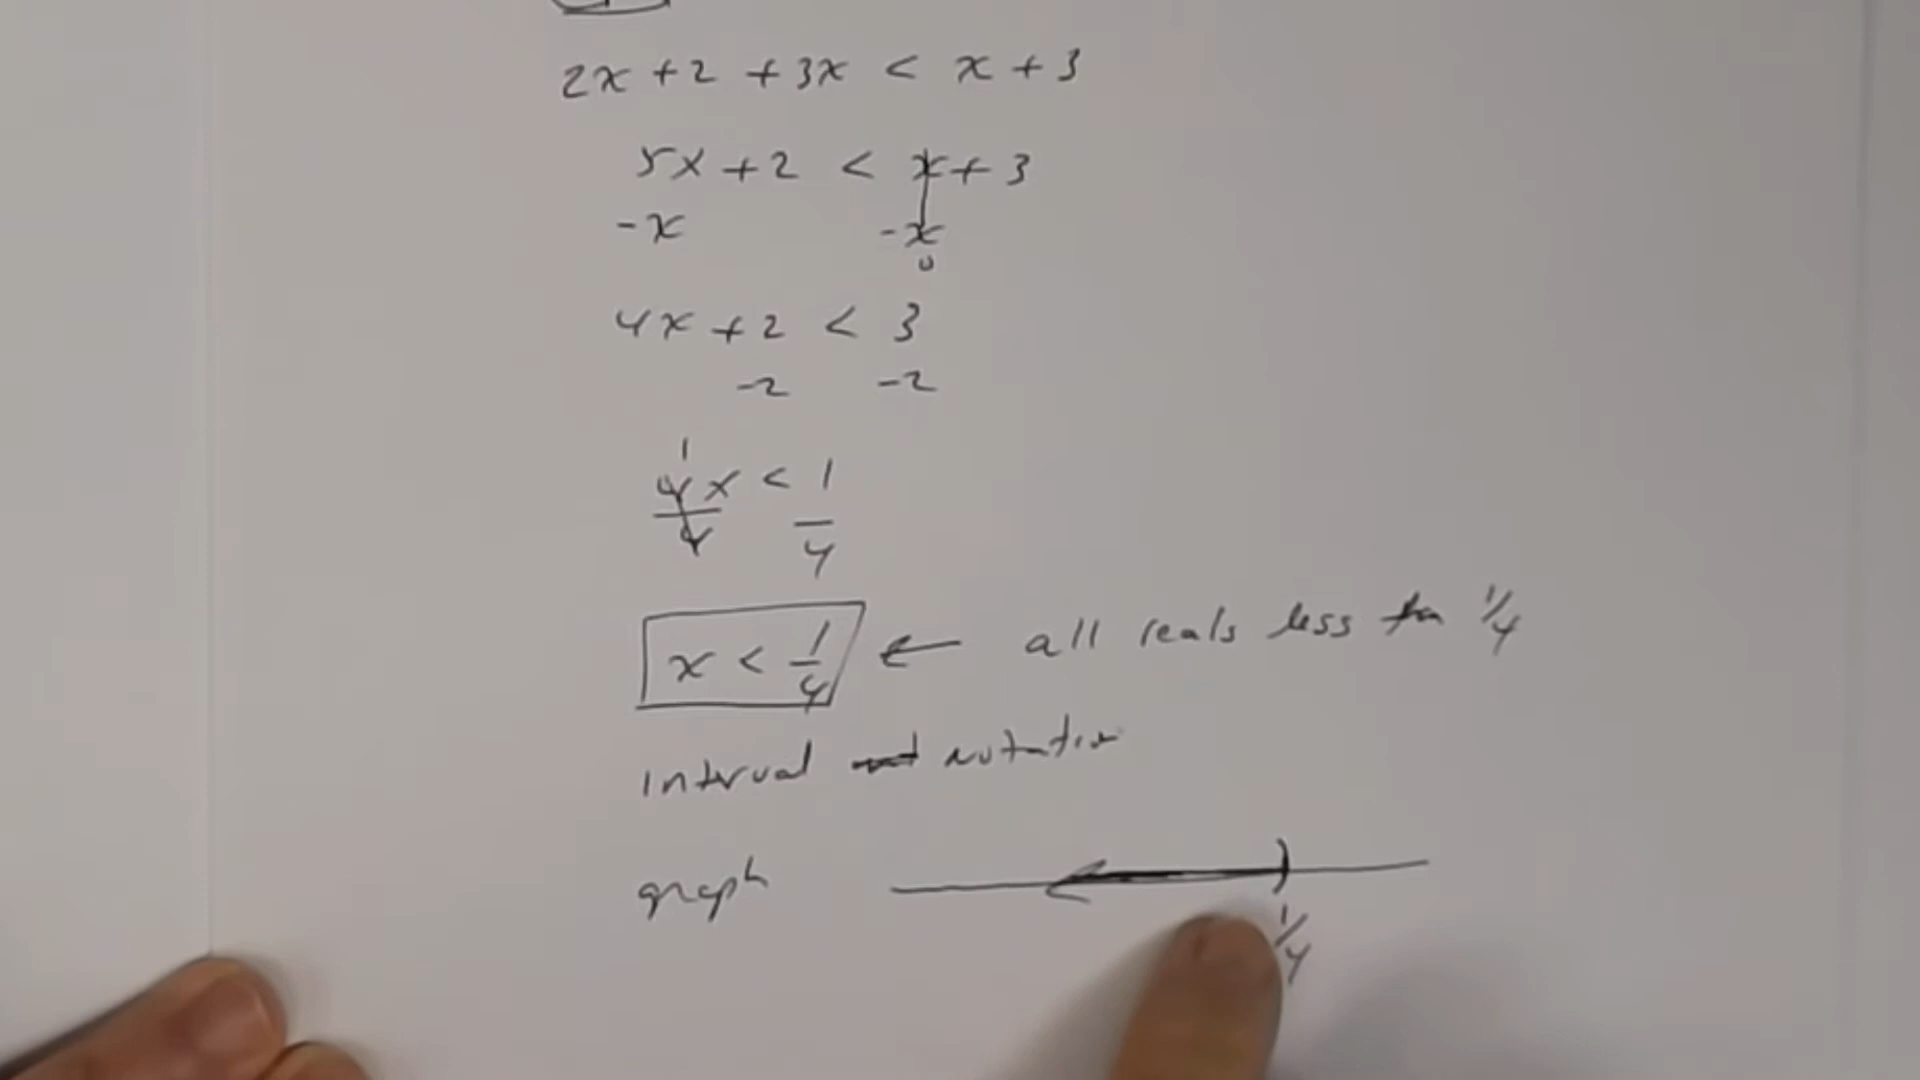 2x + 2 + 3x < x + 3
5x + 2 < x + 3
-x -x
0
4x + 2 < 3
-2 -2
1
4x < 1
4 4
x < 1/4 ← all reals less than 1/4
interval notation
graph )
1/4